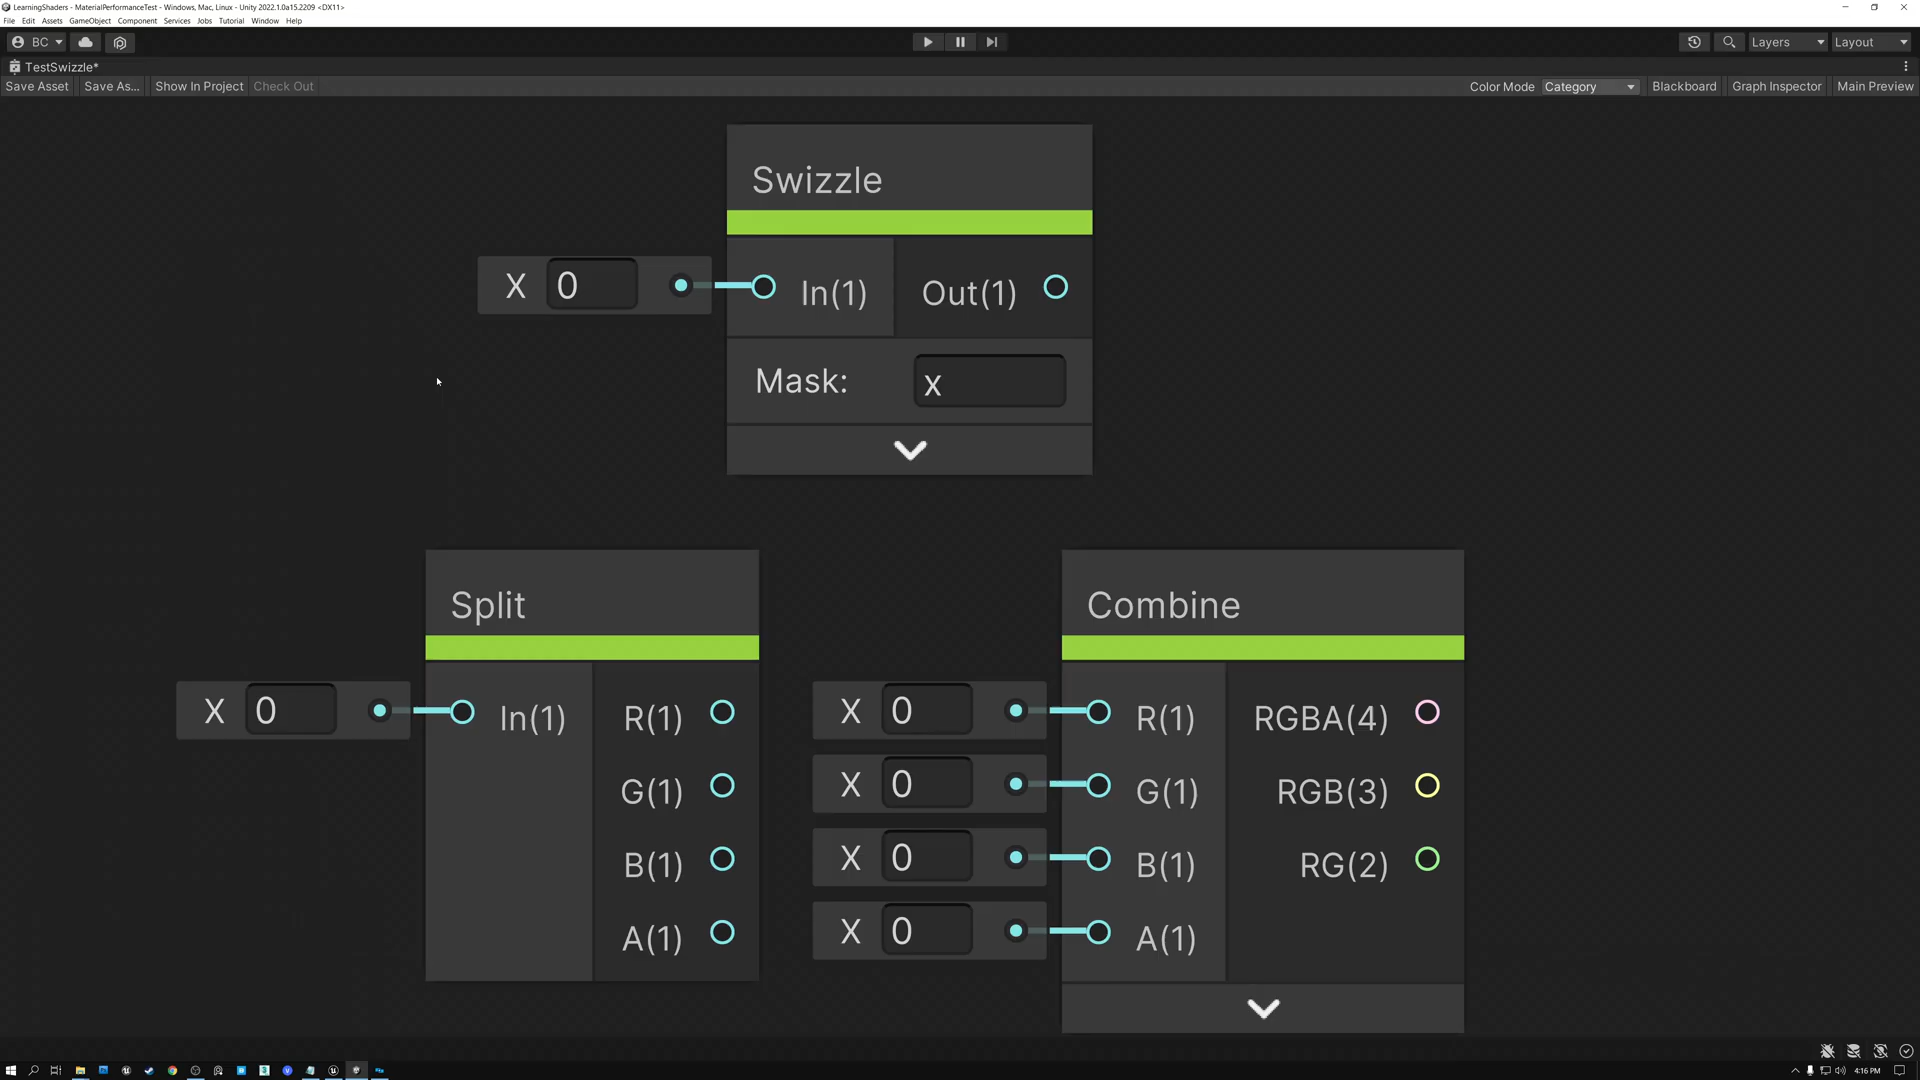 LearningShaders - MaterialPerformanceTest - Windows, Mac, Linux - Unity 2022.1.0a15.2209 <DX11>
File Edit Assets GameObject Component Services Jobs Tutorial Window Help
BC Layers Layout
TestSwizzle*
Save Asset Save As... Show In Project Check Out Color Mode Category Blackboard Graph Inspector Main Preview
Swizzle
X 0 In(1) Out(1)
Mask: x
Split
X 0 In(1) R(1)
G(1)
B(1)
A(1)
Combine
X 0 R(1) RGBA(4)
X 0 G(1) RGB(3)
X 0 B(1) RG(2)
X 0 A(1)
4:16 PM